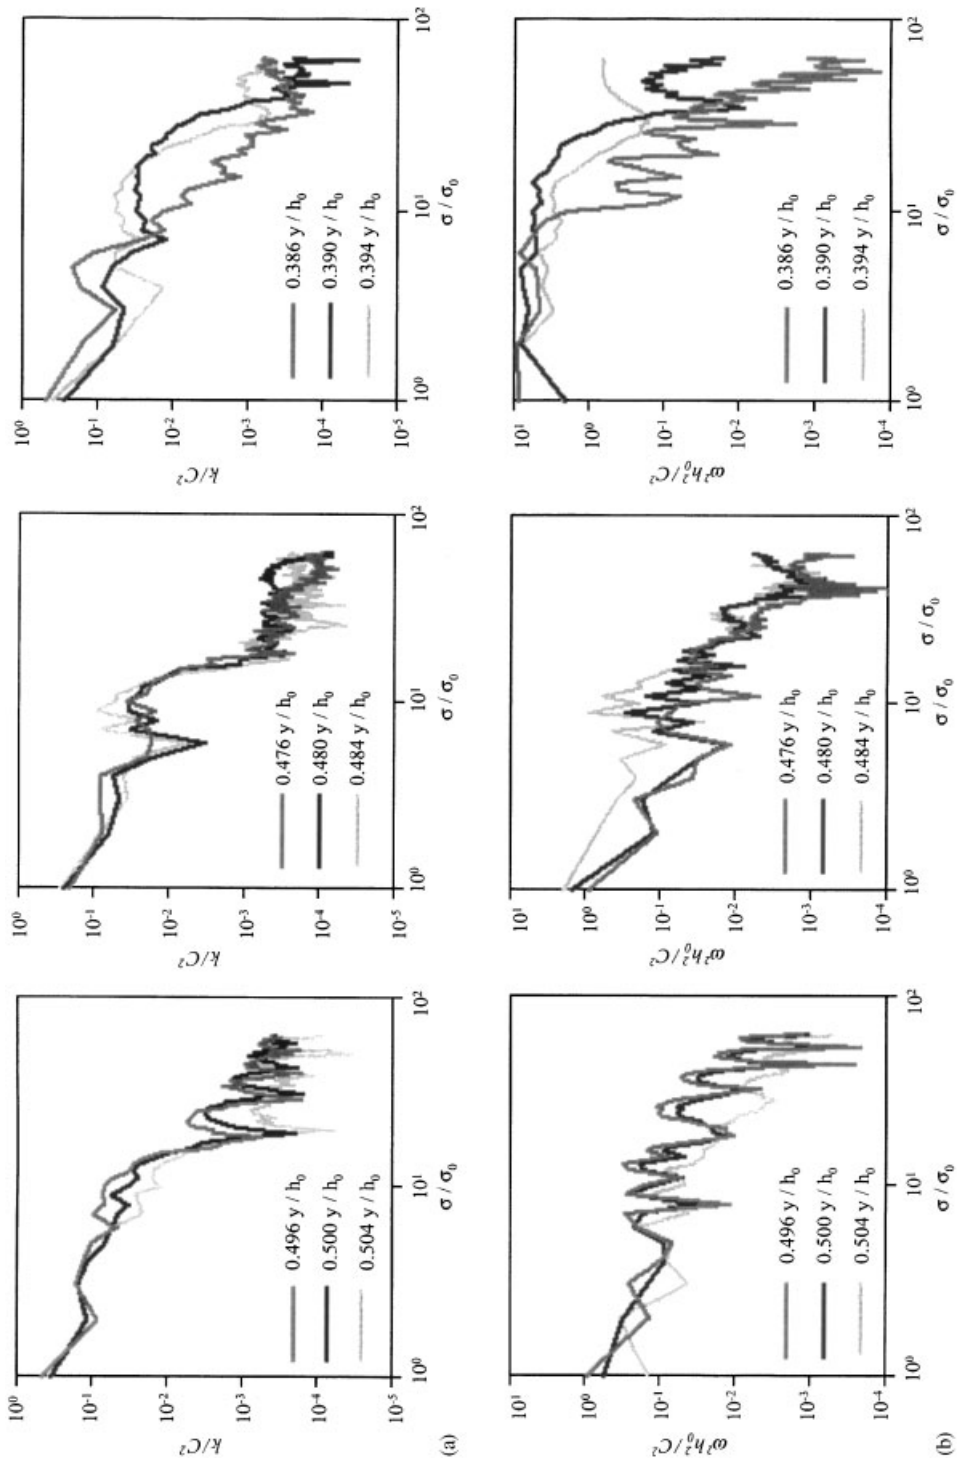 10⁰
10⁻¹
10⁻²
10⁻³
10⁻⁴
10⁻⁵
k/C²
0.496 y / h₀
0.500 y / h₀
0.504 y / h₀
10⁰
10¹
10²
σ / σ₀
10⁰
10⁻¹
10⁻²
10⁻³
10⁻⁴
10⁻⁵
k/C²
0.476 y / h₀
0.480 y / h₀
0.484 y / h₀
10⁰
10¹
10²
σ / σ₀
10⁰
10⁻¹
10⁻²
10⁻³
10⁻⁴
10⁻⁵
k/C²
0.386 y / h₀
0.390 y / h₀
0.394 y / h₀
10⁰
10¹
10²
σ / σ₀
(a)
10¹
10⁰
10⁻¹
10⁻²
10⁻³
10⁻⁴
ω²h₀²/C²
0.496 y / h₀
0.500 y / h₀
0.504 y / h₀
10⁰
10¹
10²
σ / σ₀
10¹
10⁰
10⁻¹
10⁻²
10⁻³
10⁻⁴
ω²h₀²/C²
0.476 y / h₀
0.480 y / h₀
0.484 y / h₀
10⁰
10¹
10²
σ / σ₀
10¹
10⁰
10⁻¹
10⁻²
10⁻³
10⁻⁴
ω²h₀²/C²
0.386 y / h₀
0.390 y / h₀
0.394 y / h₀
10⁰
10¹
10²
σ / σ₀
(b)